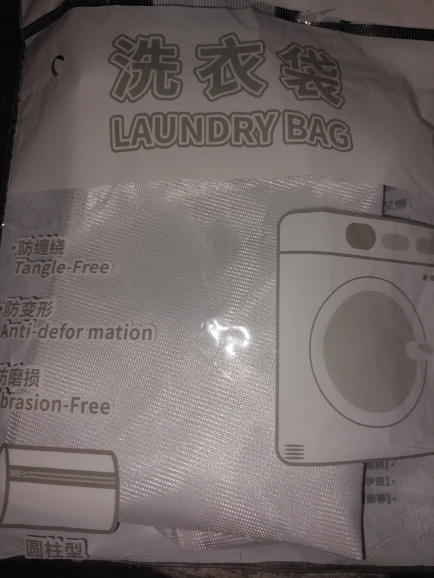 洗衣袋
LAUNDRY BAG
·防缠绕
Tangle-Free
·防变形
Anti-defor mation
防磨损
brasion-Free
圆柱型